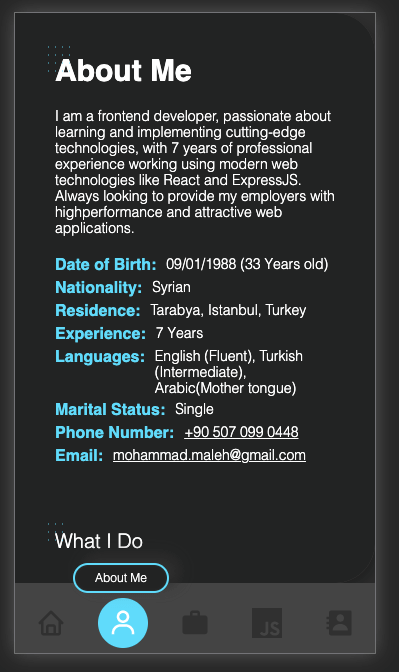 About Me
I am a frontend developer, passionate about
learning and implementing cutting-edge
technologies, with 7 years of professional
experience working using modern web
technologies like React and ExpressJS.
Always looking to provide my employers with
highperformance and attractive web
applications.
Date of Birth: 09/01/1988 (33 Years old)
Nationality: Syrian
Residence: Tarabya, Istanbul, Turkey
Experience: 7 Years
Languages: English (Fluent), Turkish
(Intermediate),
Arabic(Mother tongue)
Marital Status: Single
Phone Number: +90 507 099 0448
Email: mohammad.maleh@gmail.com
What I Do
About Me
JS